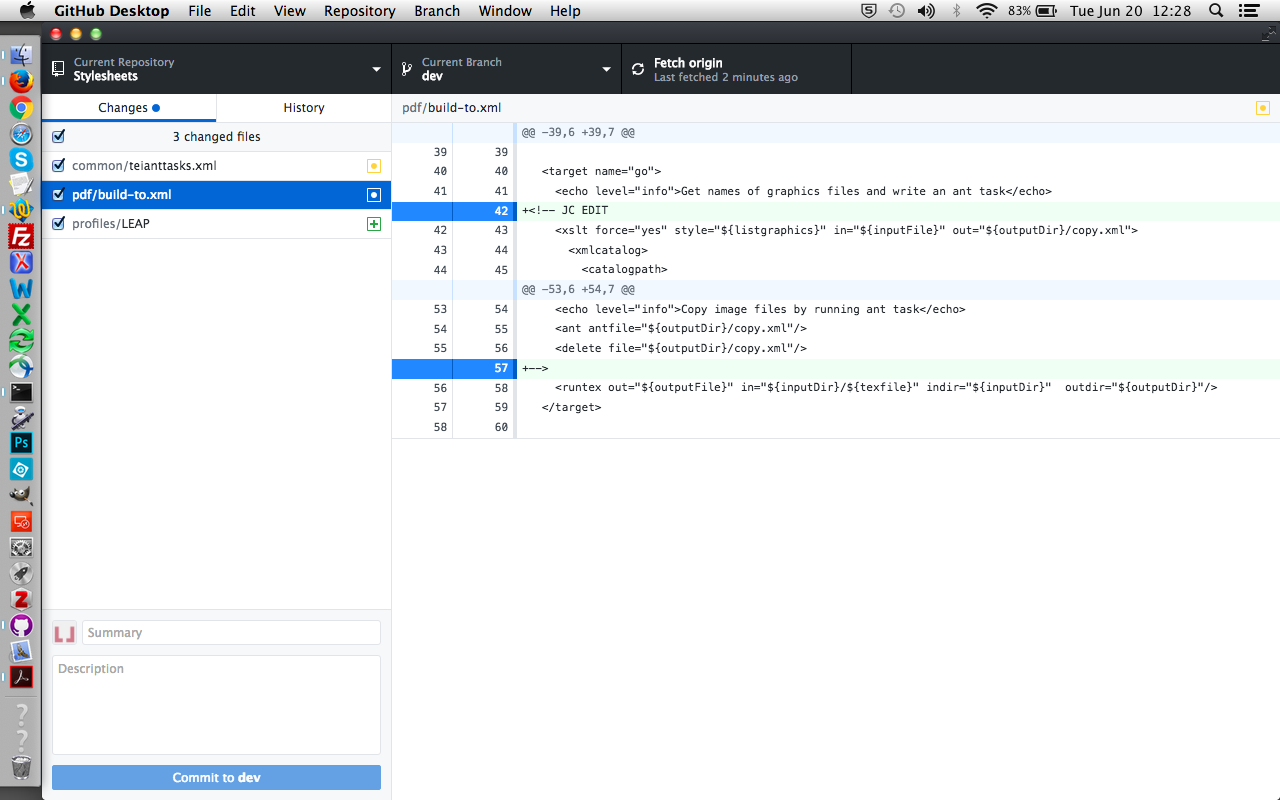 GitHub Desktop File Edit View Repository Branch Window Help 83% Tue Jun 20 12:28
Current Repository
Stylesheets
Current Branch
dev
Fetch origin
Last fetched 2 minutes ago
Changes History
3 changed files
common/teianttasks.xml
pdf/build-to.xml
profiles/LEAP
pdf/build-to.xml
@@ -39,6 +39,7 @@
39 39
40 40 <target name="go">
41 41 <echo level="info">Get names of graphics files and write an ant task</echo>
42 +<!-- JC EDIT
42 43 <xslt force="yes" style="${listgraphics}" in="${inputFile}" out="${outputDir}/copy.xml">
43 44 <xmlcatalog>
44 45 <catalogpath>
@@ -53,6 +54,7 @@
53 54 <echo level="info">Copy image files by running ant task</echo>
54 55 <ant antfile="${outputDir}/copy.xml"/>
55 56 <delete file="${outputDir}/copy.xml"/>
57 +-->
56 58 <runtex out="${outputFile}" in="${inputDir}/${texfile}" indir="${inputDir}"  outdir="${outputDir}"/>
57 59 </target>
58 60
Summary
Description
Commit to dev
S
Fz
X
W
X
Ps
Z
?
?